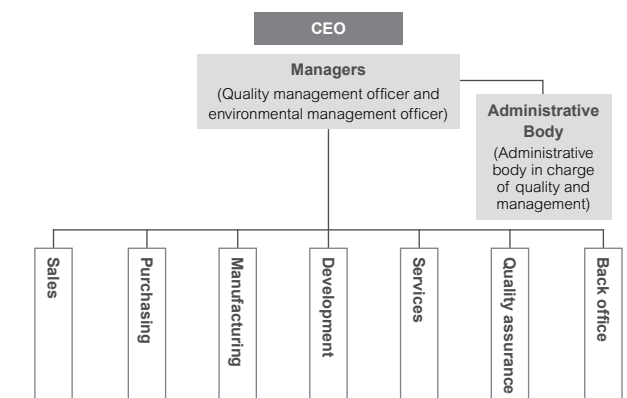 CEO
Managers
(Quality management officer and
environmental management officer)
Administrative
Body
(Administrative
body in charge
of quality and
management)
Sales
Purchasing
Manufacturing
Development
Services
Quality assurance
Back office